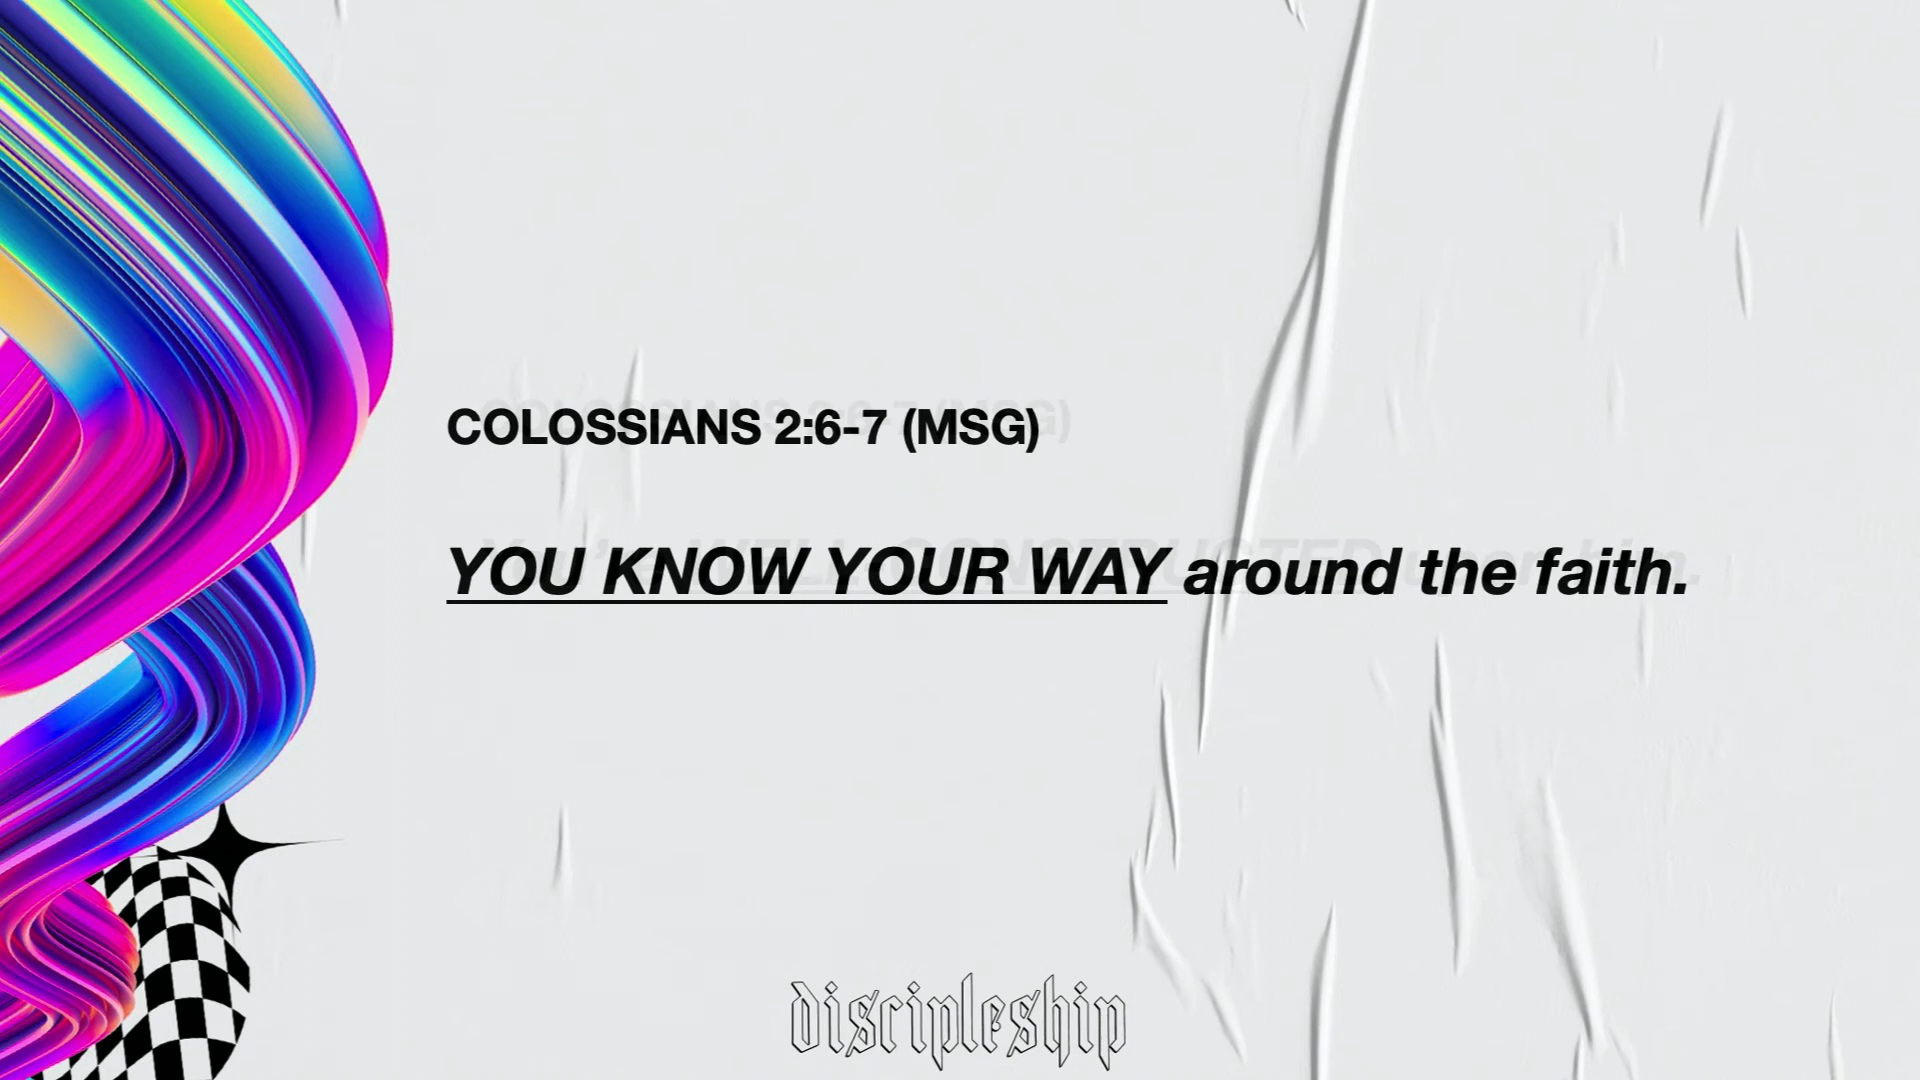 COLOSSIANS 2:6-7 (MSG)
YOU KNOW YOUR WAY around the faith.
discipleship